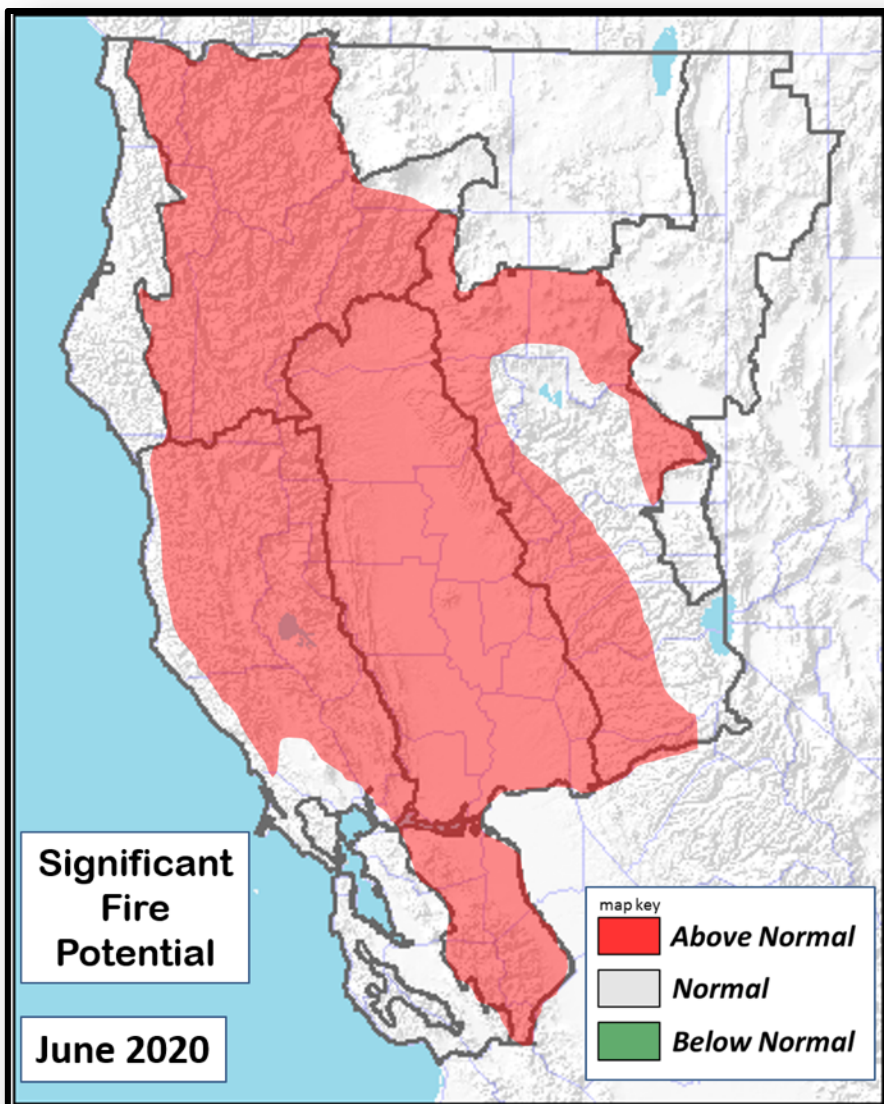 Significant
Fire
Potential
June 2020
map key
Above Normal
Normal
Below Normal